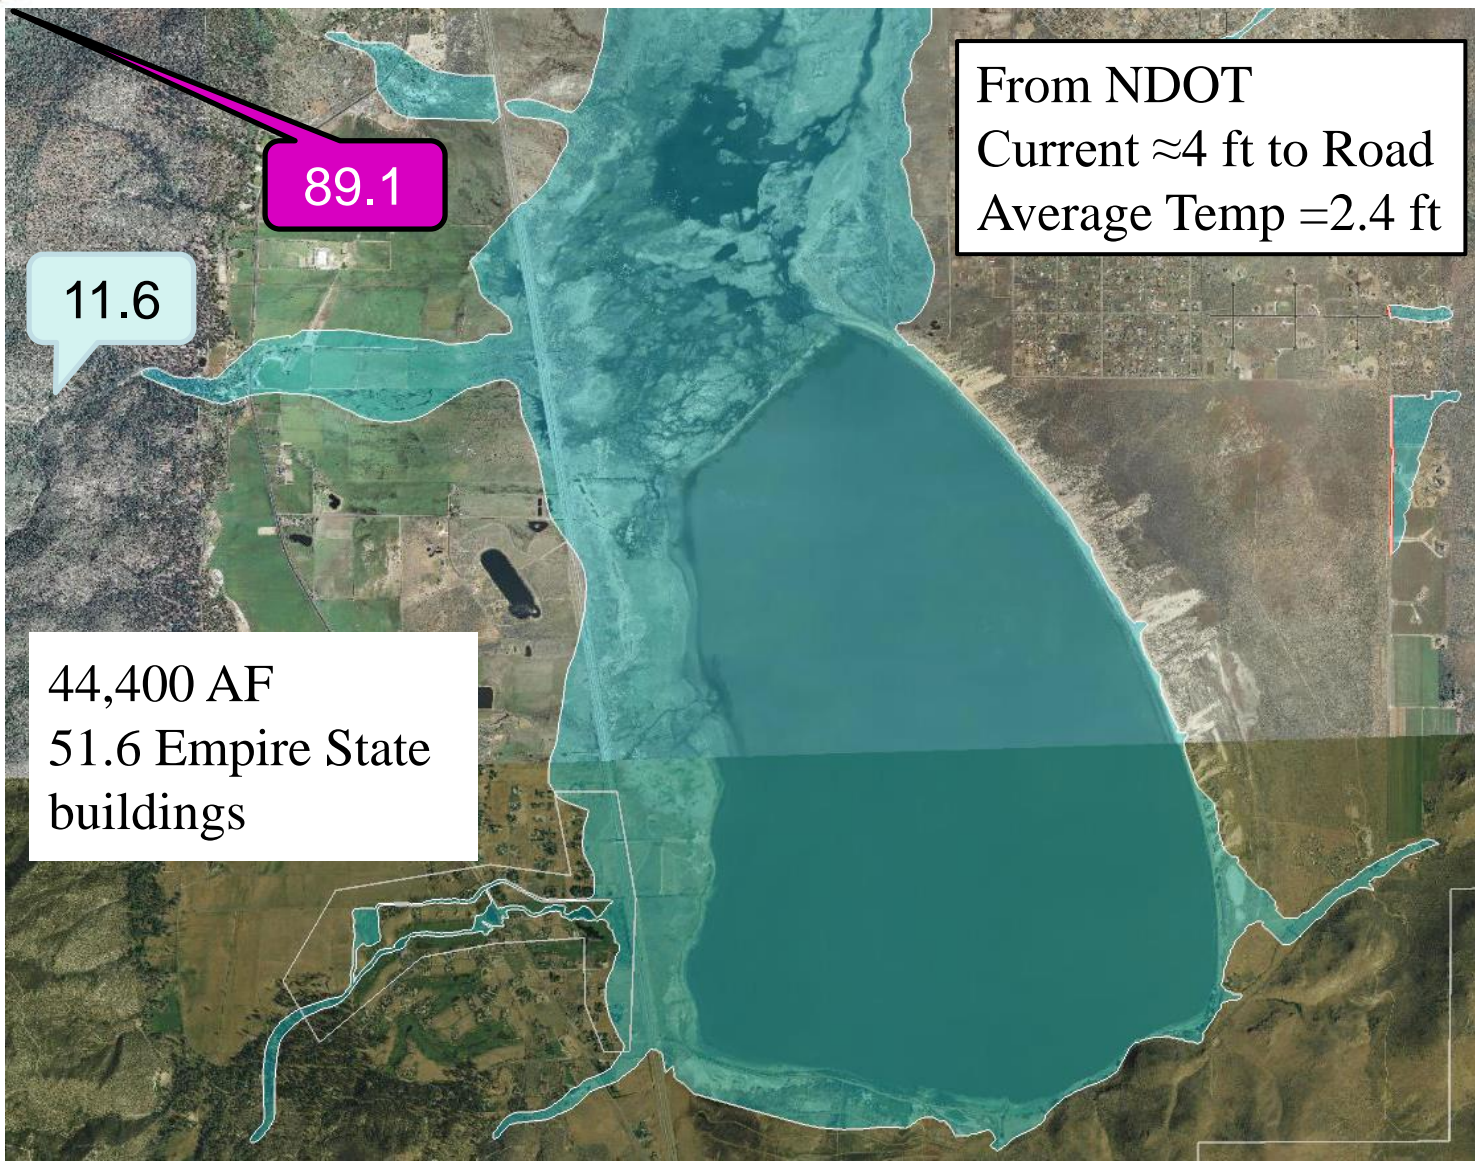 From NDOT
Current ≈4 ft to Road
Average Temp =2.4 ft
89.1
11.6
44,400 AF
51.6 Empire State
buildings